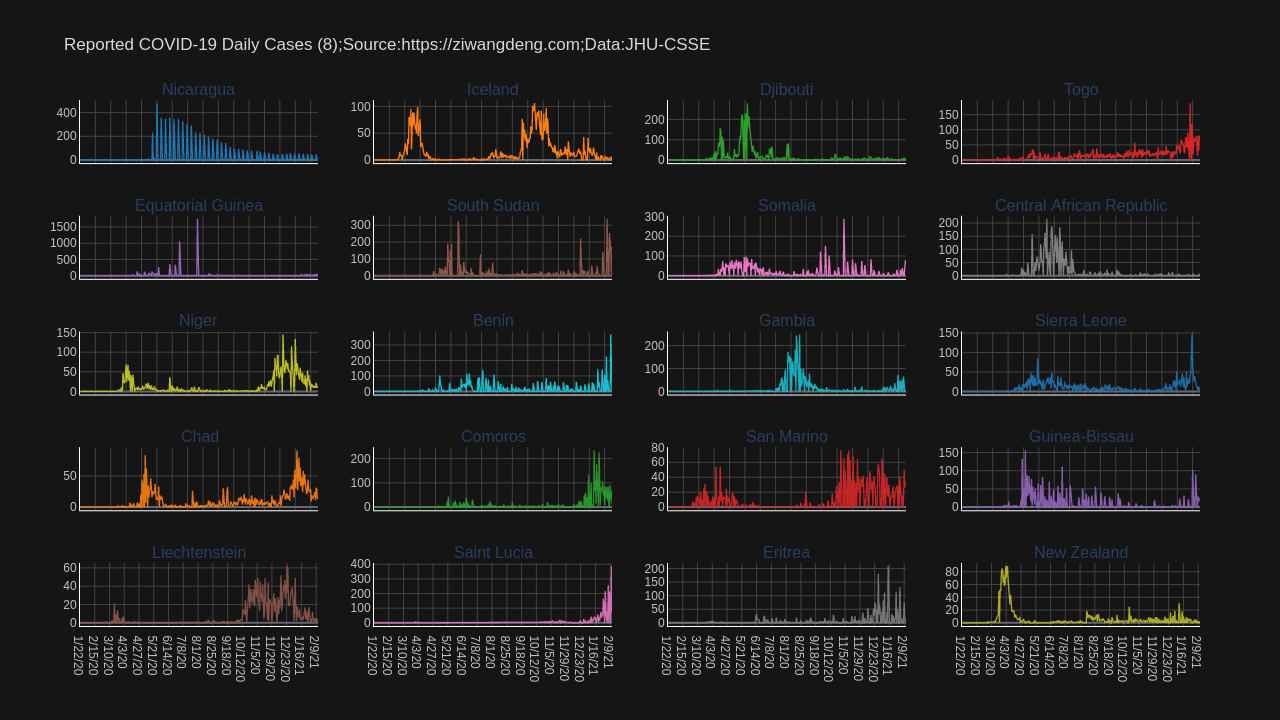 Reported COVID-19 Daily Cases (8);Source:https://ziwangdeng.com;Data:JHU-CSSE
Nicaragua Iceland Djibouti Togo
400 200 0
100 50 0
200 100 0
150 100 50 0
Equatorial Guinea South Sudan Somalia Central African Republic
1500 1000 500 0
300 200 100 0
300 200 100 0
200 150 100 50 0
Niger Benin Gambia Sierra Leone
150 100 50 0
300 200 100 0
200 100 0
150 100 50 0
Chad Comoros San Marino Guinea-Bissau
50 0
200 100 0
80 60 40 20 0
150 100 50 0
Liechtenstein Saint Lucia Eritrea New Zealand
60 40 20 0
400 300 200 100 0
200 150 100 50 0
80 60 40 20 0
1/22/20 2/15/20 3/10/20 4/3/20 4/27/20 5/21/20 6/14/20 7/8/20 8/1/20 8/25/20 9/18/20 10/12/20 11/5/20 11/29/20 12/23/20 1/16/21 2/9/21
1/22/20 2/15/20 3/10/20 4/3/20 4/27/20 5/21/20 6/14/20 7/8/20 8/1/20 8/25/20 9/18/20 10/12/20 11/5/20 11/29/20 12/23/20 1/16/21 2/9/21
1/22/20 2/15/20 3/10/20 4/3/20 4/27/20 5/21/20 6/14/20 7/8/20 8/1/20 8/25/20 9/18/20 10/12/20 11/5/20 11/29/20 12/23/20 1/16/21 2/9/21
1/22/20 2/15/20 3/10/20 4/3/20 4/27/20 5/21/20 6/14/20 7/8/20 8/1/20 8/25/20 9/18/20 10/12/20 11/5/20 11/29/20 12/23/20 1/16/21 2/9/21